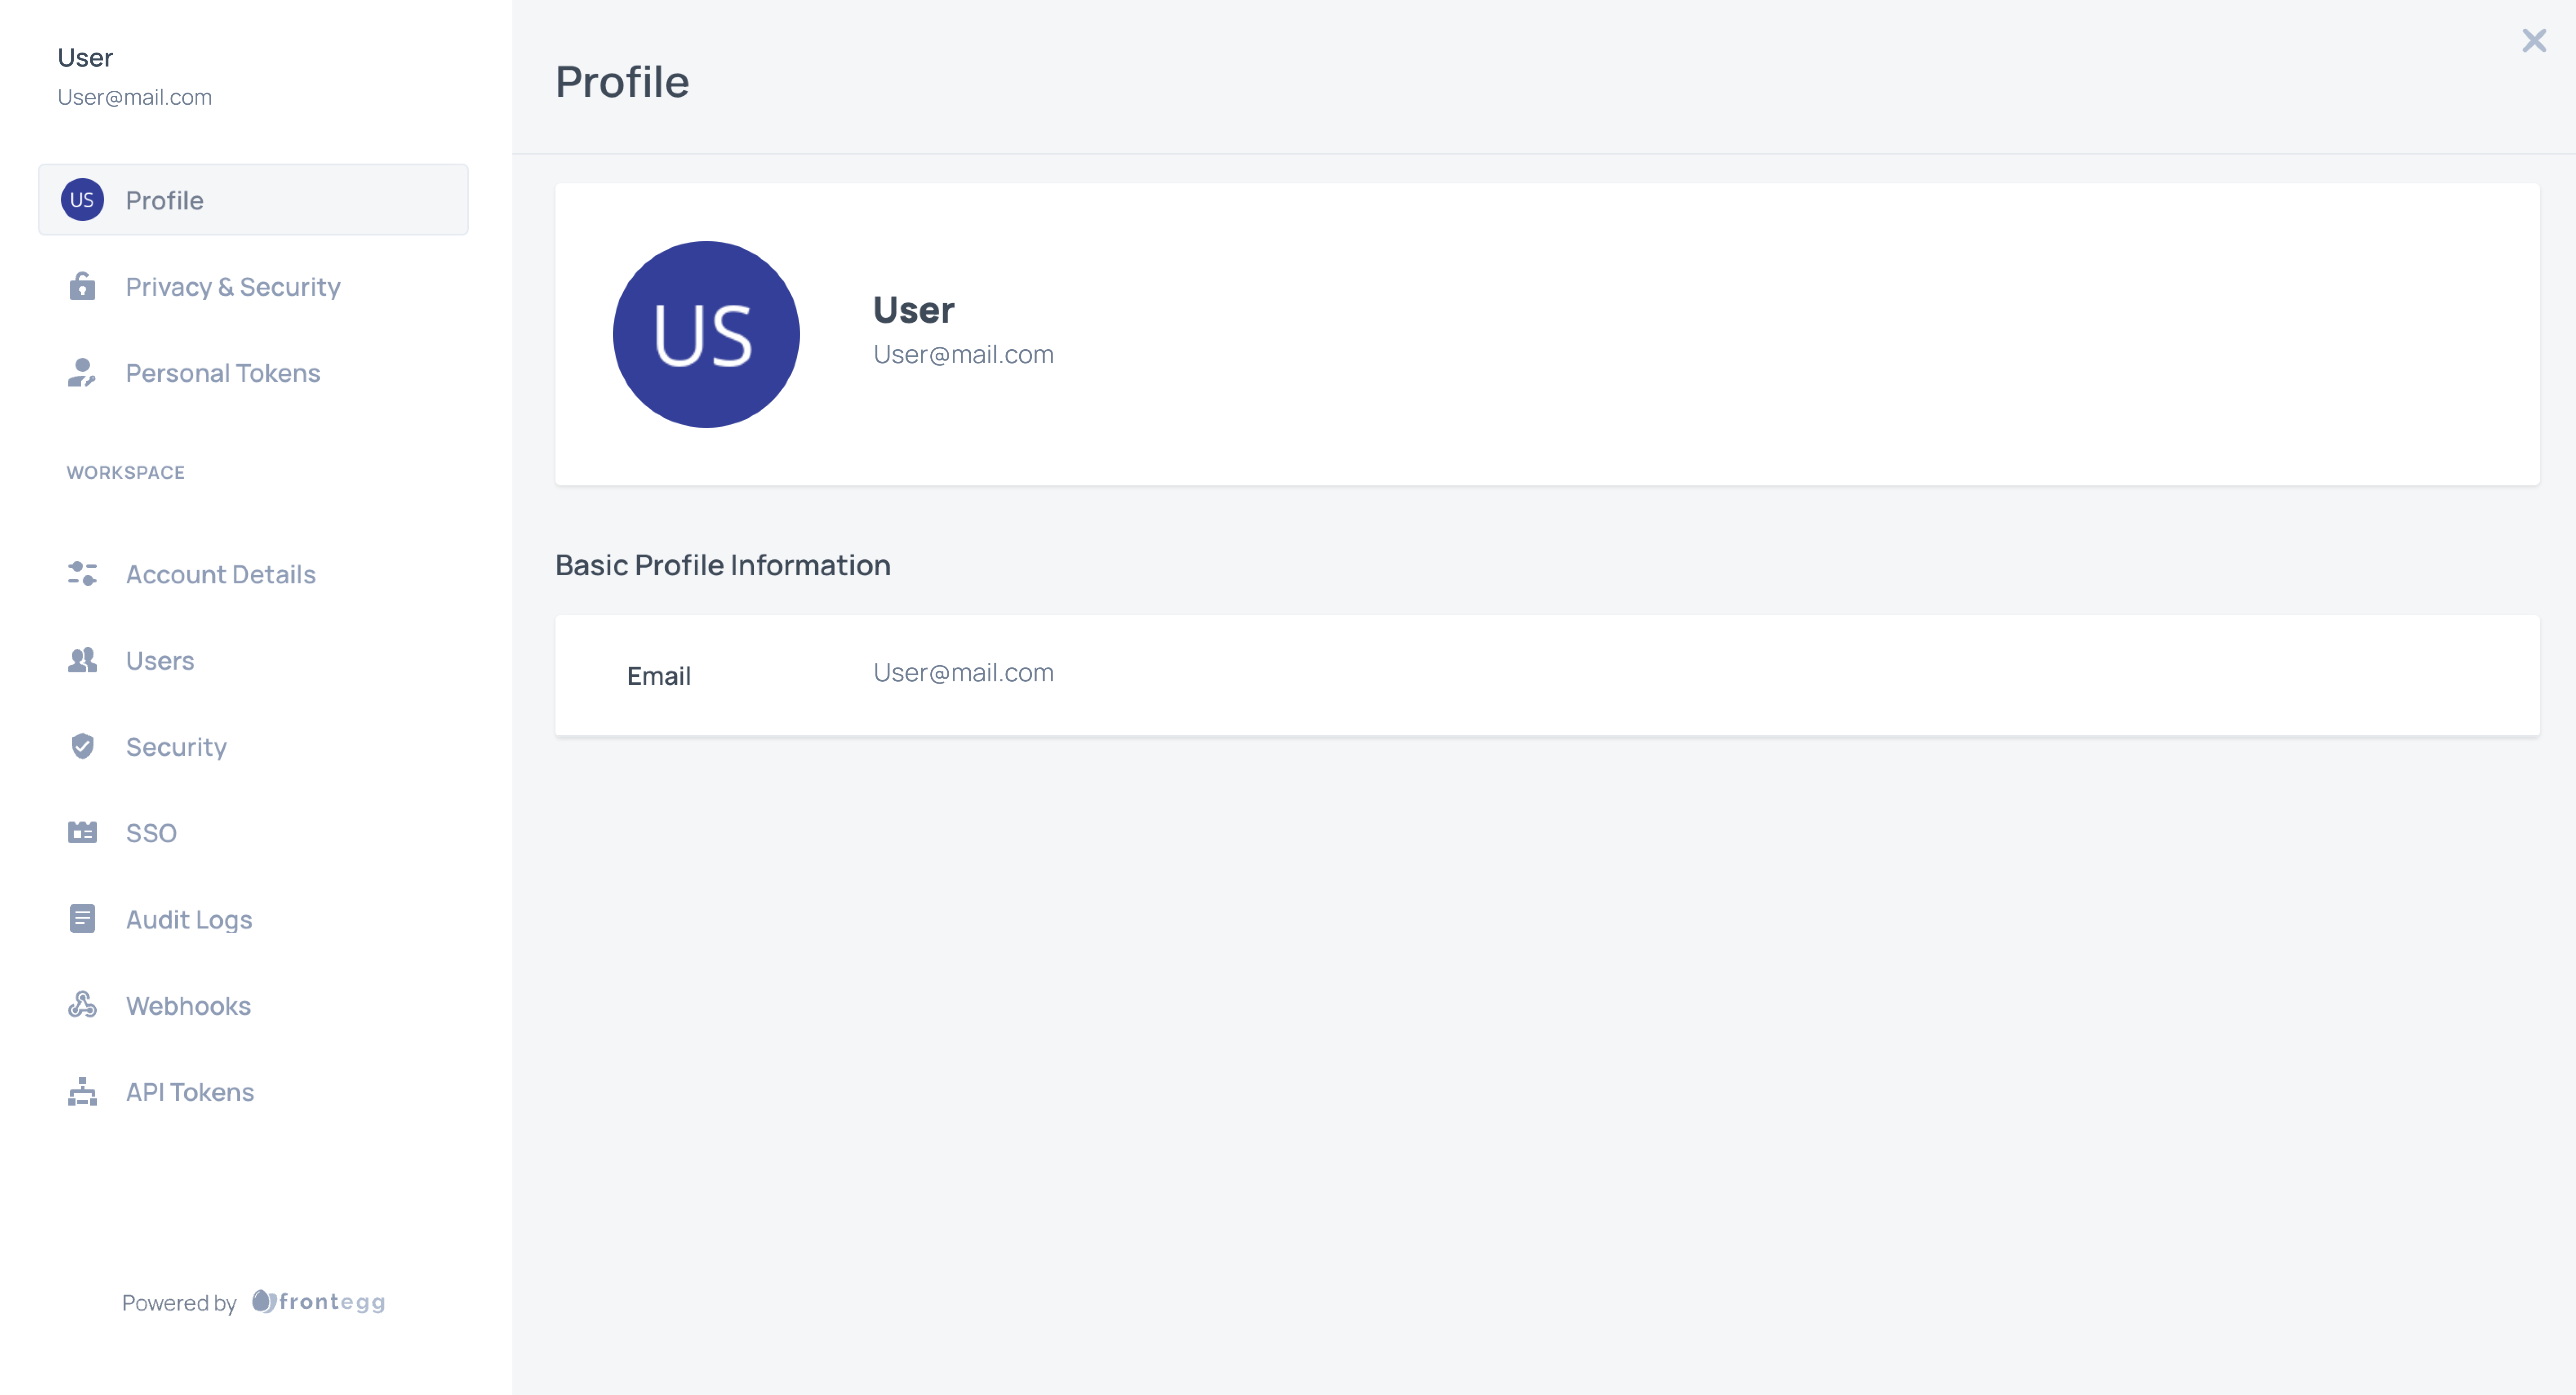 User
User@mail.com
US Profile
Privacy & Security
Personal Tokens
WORKSPACE
Account Details
Users
Security
SSO
Audit Logs
Webhooks
API Tokens
Powered by frontegg
Profile
US
User
User@mail.com
Basic Profile Information
Email User@mail.com